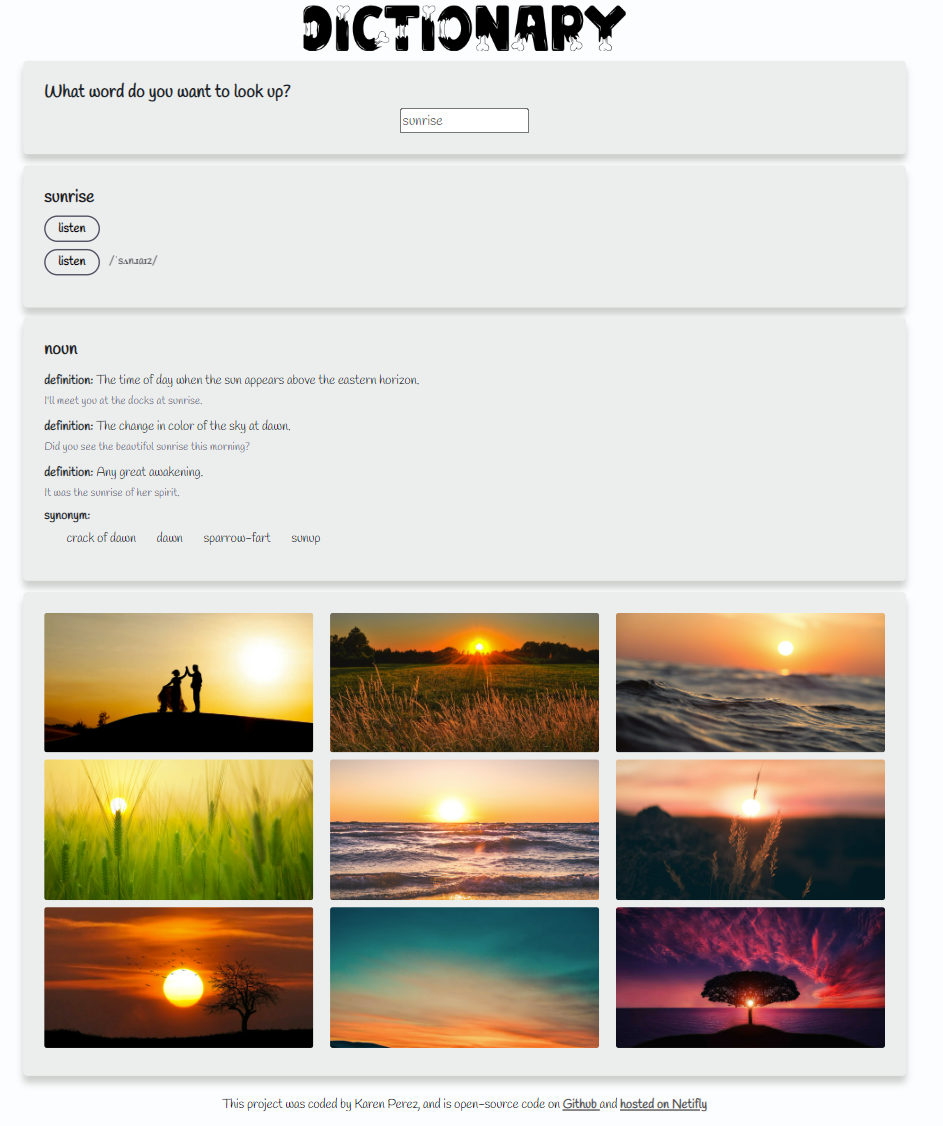 DICTIONARY
What word do you want to look up?
sunrise
sunrise
listen
listen /ˈsʌnɹaɪz/
noun
definition: The time of day when the sun appears above the eastern horizon.
I'll meet you at the docks at sunrise.
definition: The change in color of the sky at dawn.
Did you see the beautiful sunrise this morning?
definition: Any great awakening.
It was the sunrise of her spirit.
synonym:
crack of dawn dawn sparrow-fart sunup
This project was coded by Karen Perez, and is open-source code on Github and hosted on Netifly